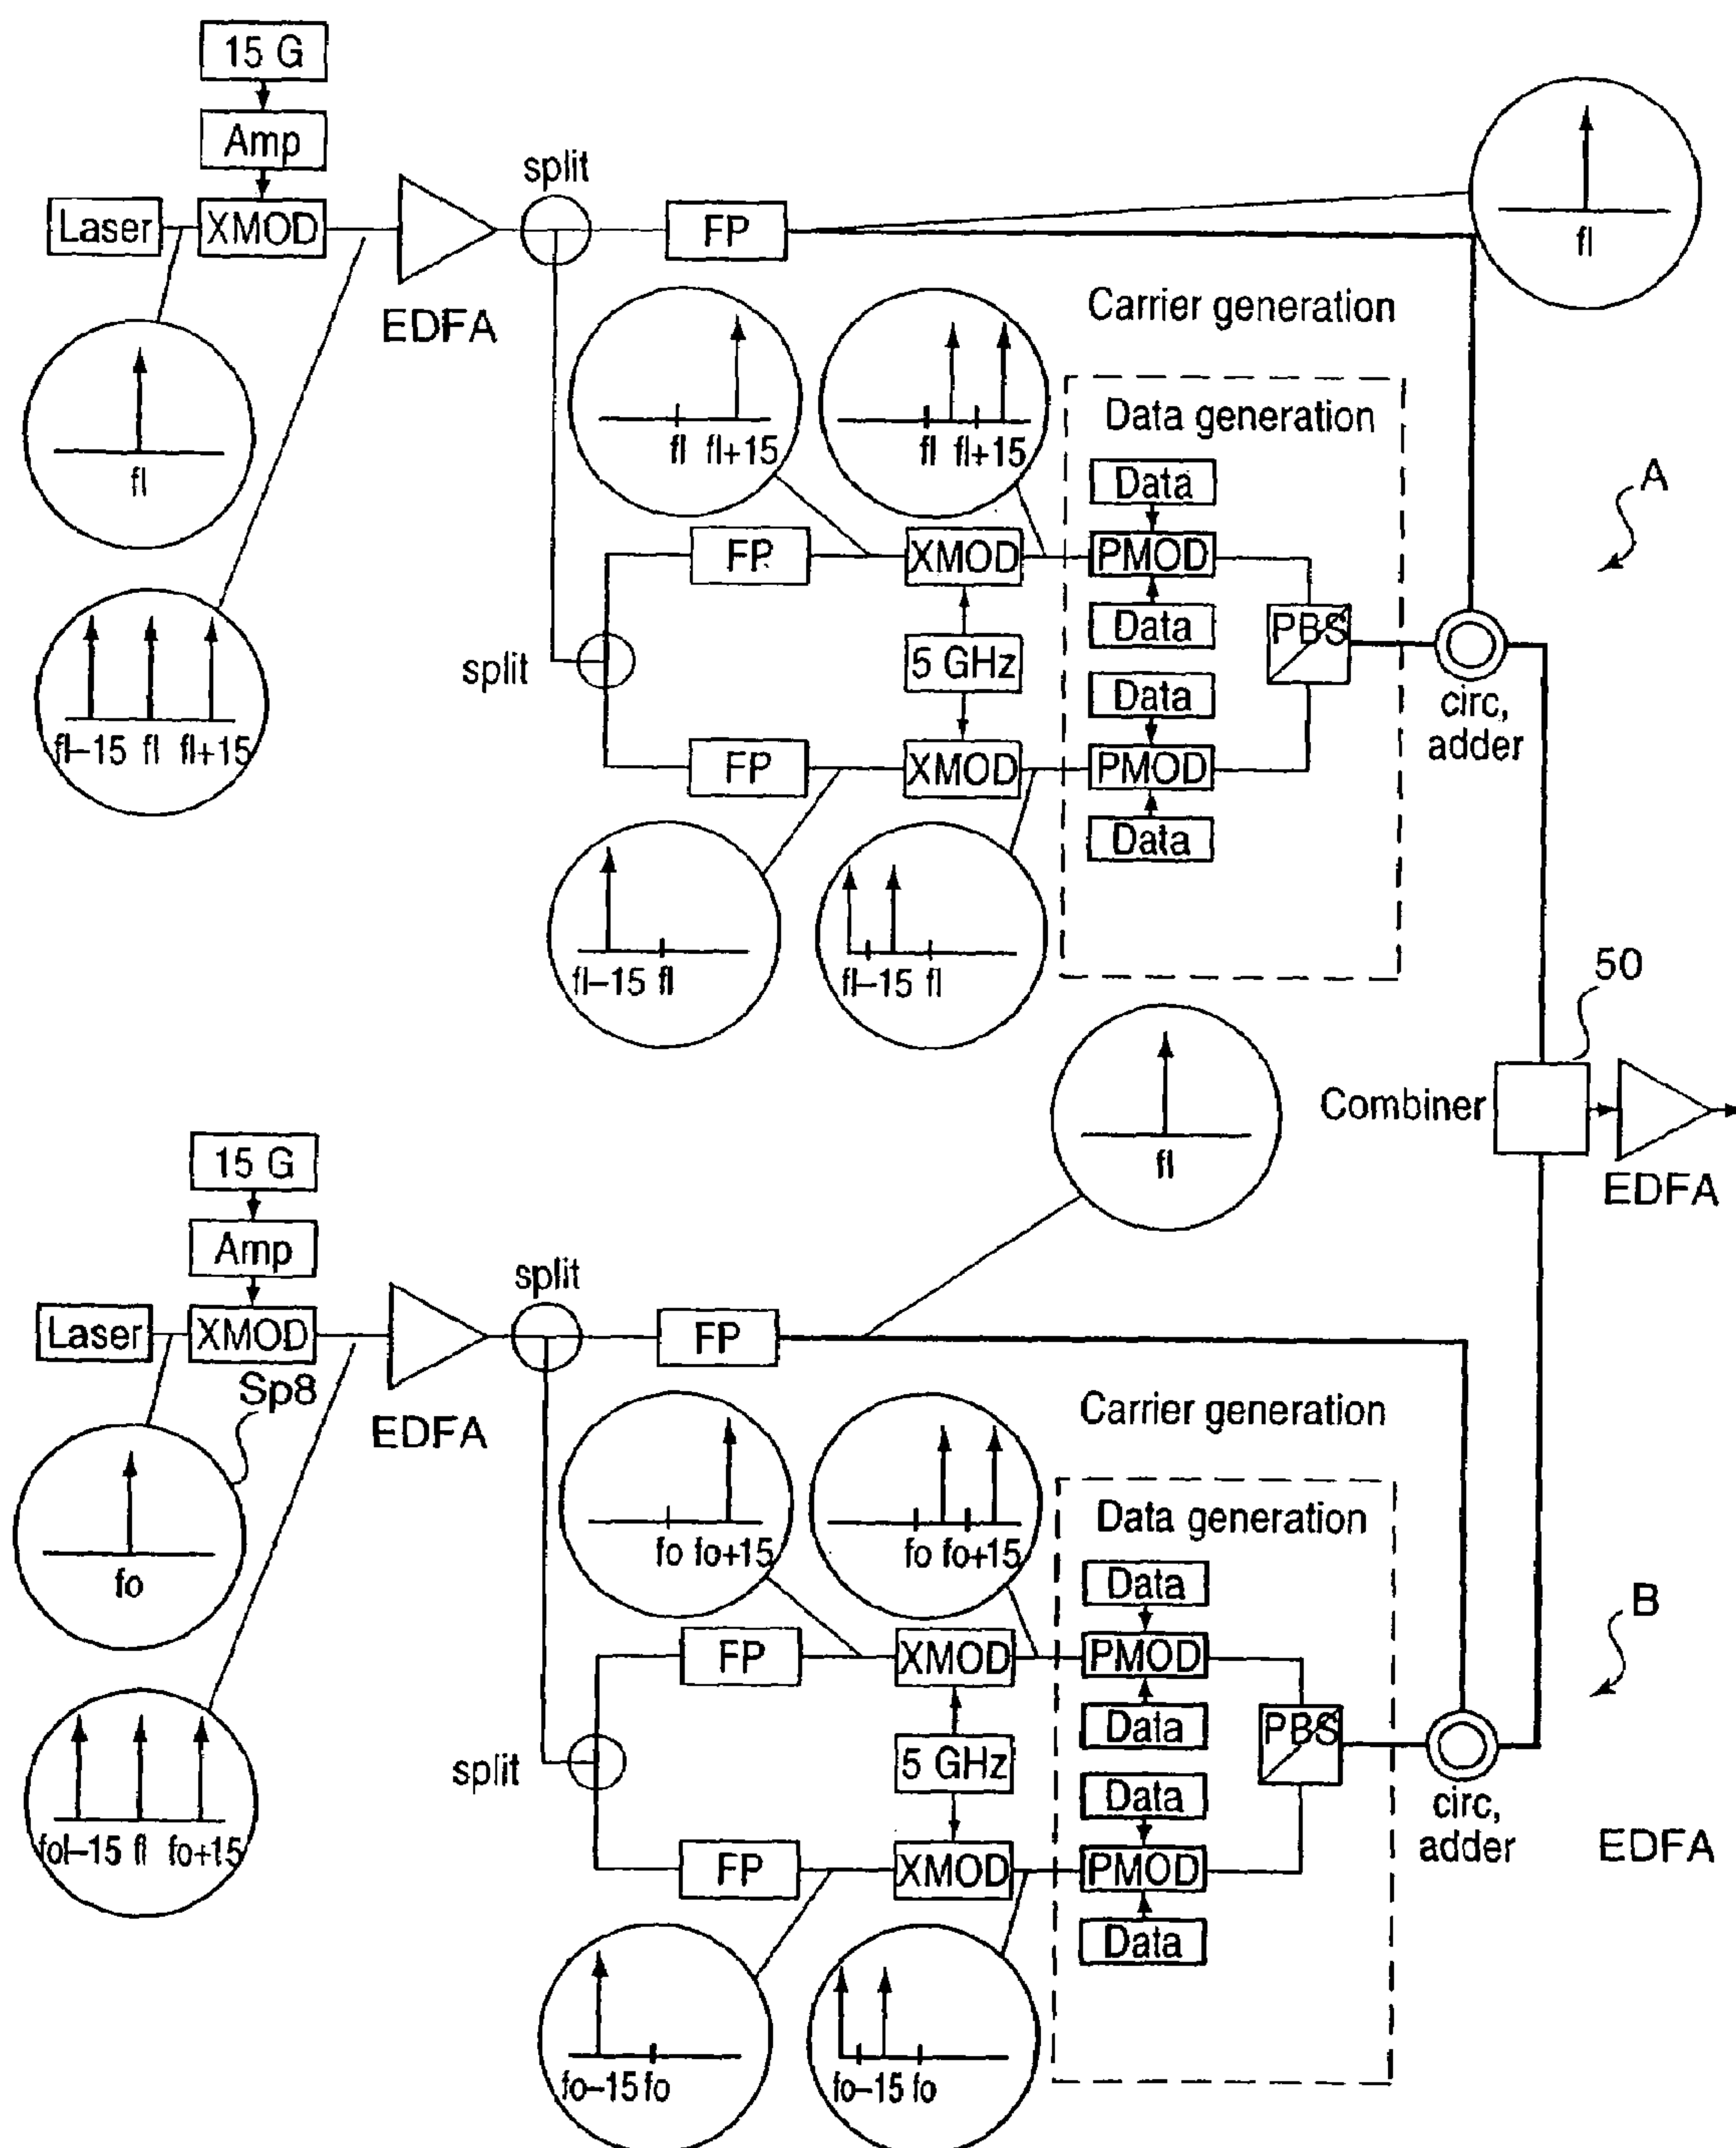 15 G
Amp
Laser
XMOD
EDFA
split
FP
fl
fl
fl–15 fl fl+15
Carrier generation
fl fl+15
fl fl+15
Data generation
Data
FP
XMOD
PMOD
Data
split
5 GHz
PBS
Data
circ,
adder
FP
XMOD
PMOD
Data
fl–15 fl
fl–15 fl
A
50
Combiner
EDFA
fl
15 G
Amp
Laser
XMOD
Sp8
EDFA
split
FP
fo
fol–15 fl fo+15
Carrier generation
fo fo+15
fo fo+15
Data generation
Data
FP
XMOD
PMOD
Data
split
5 GHz
PBS
Data
circ,
adder
EDFA
FP
XMOD
PMOD
Data
fo–15 fo
fo–15 fo
B